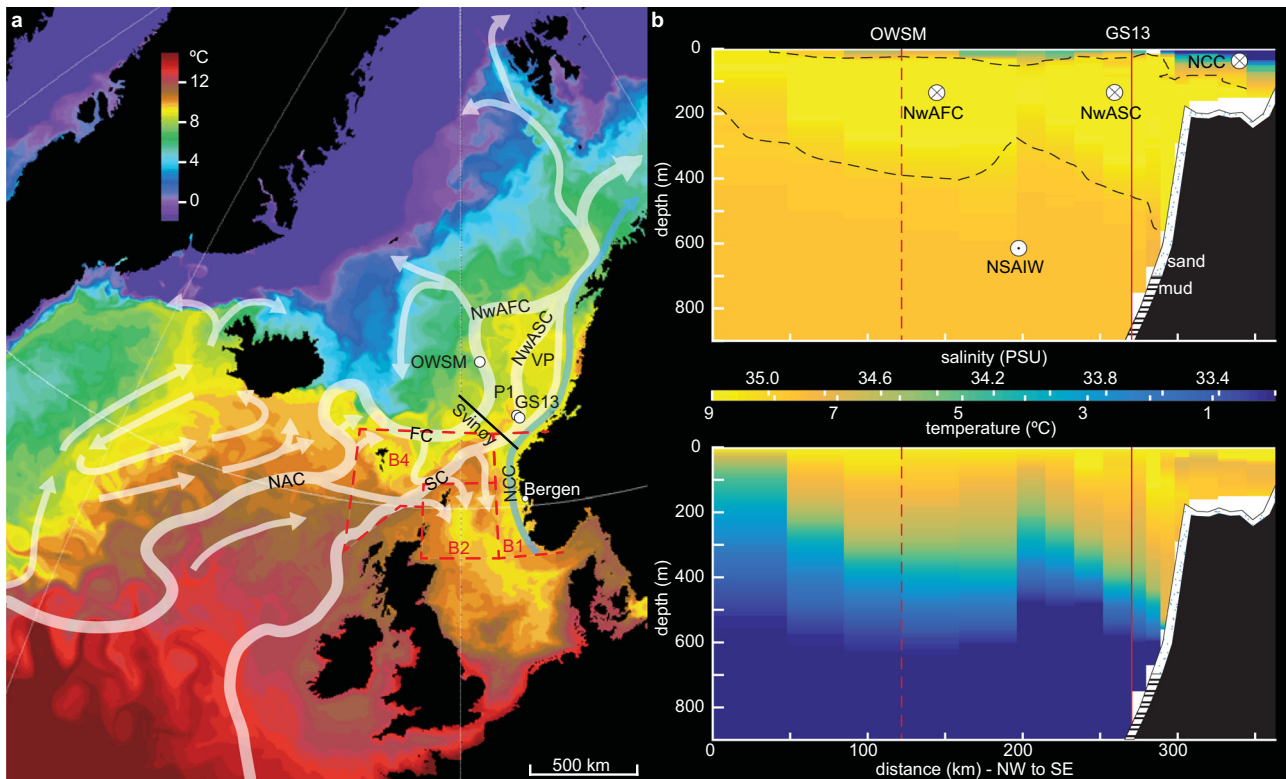 a
ºC
12
8
4
0
NwAFC
NwASC
OWSM
VP
P1
GS13
Svinøy
FC
B4
SC
NAC
NCC
Bergen
B2
B1
500 km
b
OWSM
GS13
0
200
400
600
800
depth (m)
NCC
NwAFC
NwASC
NSAIW
sand
mud
salinity (PSU)
35.0
34.6
34.2
33.8
33.4
9
7
5
3
1
temperature (ºC)
0
200
400
600
800
depth (m)
0
100
200
300
distance (km) - NW to SE